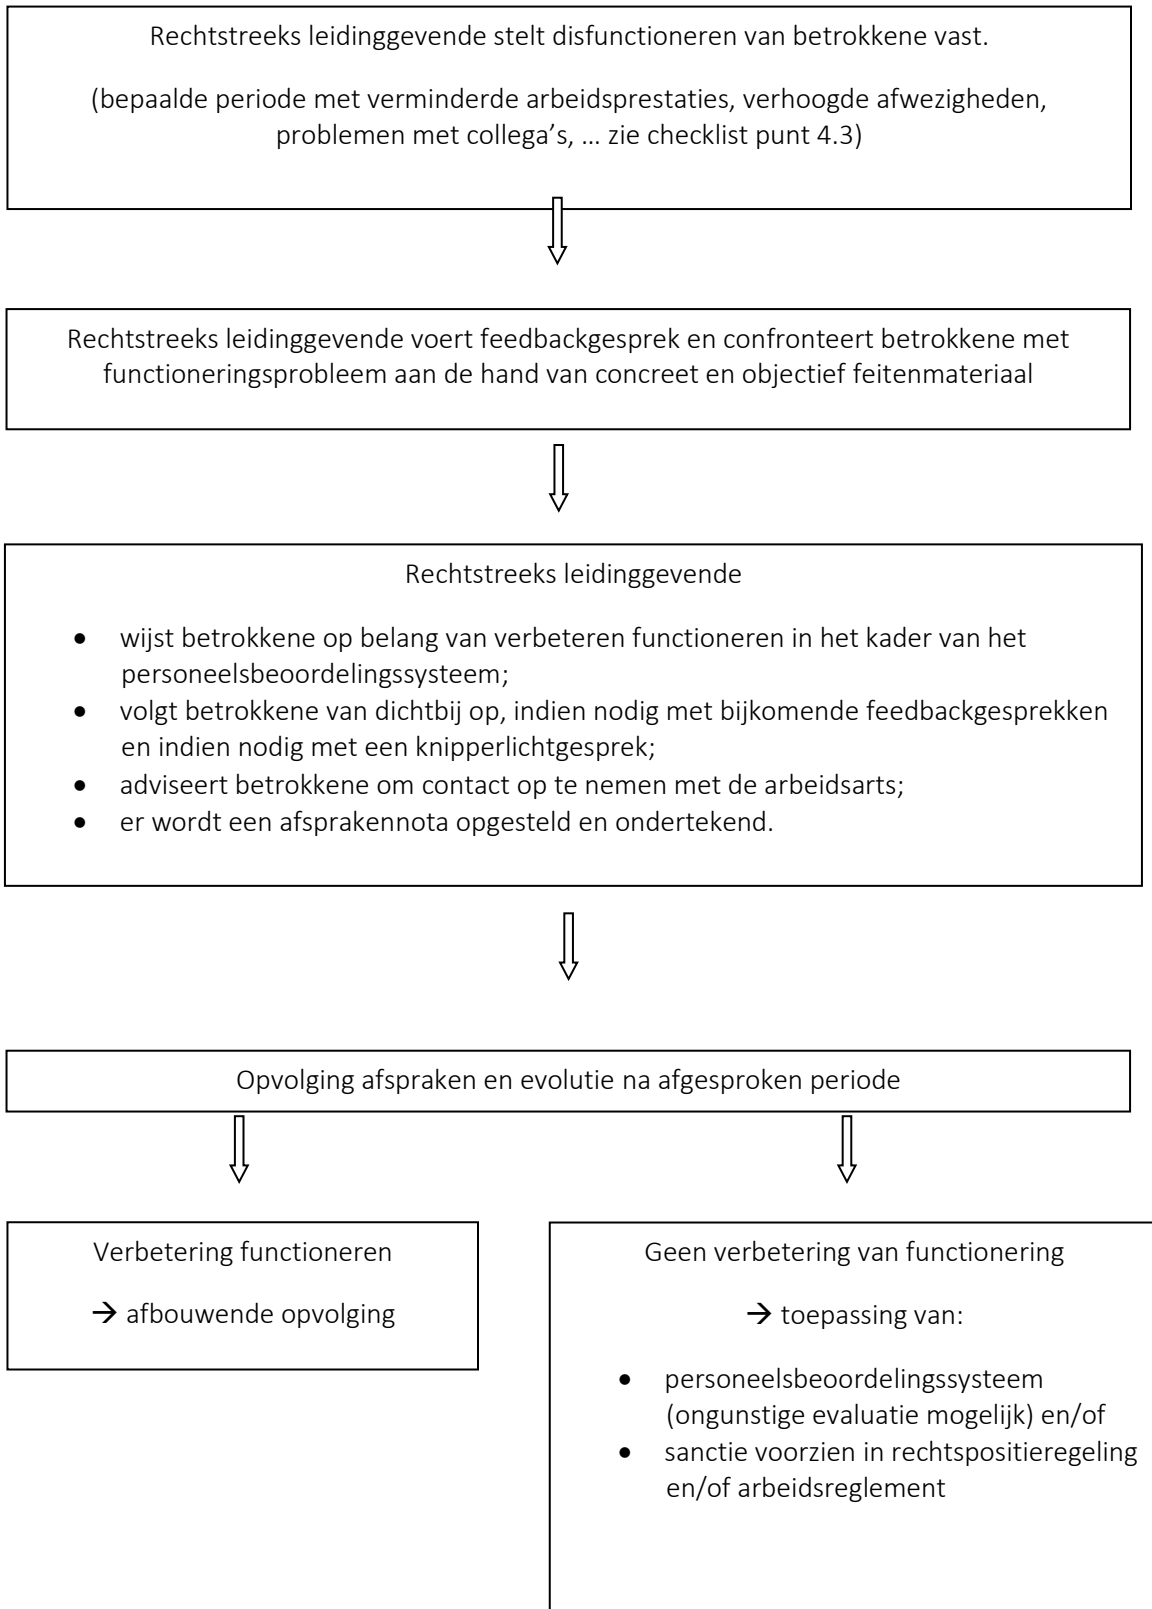 Rechtstreeks leidinggevende stelt disfunctioneren van betrokkene vast.
(bepaalde periode met verminderde arbeidsprestaties, verhoogde afwezigheden,
problemen met collega’s, … zie checklist punt 4.3)
Rechtstreeks leidinggevende voert feedbackgesprek en confronteert betrokkene met
functioneringsprobleem aan de hand van concreet en objectief feitenmateriaal
Rechtstreeks leidinggevende
• wijst betrokkene op belang van verbeteren functioneren in het kader van het
personeelsbeoordelingssysteem;
• volgt betrokkene van dichtbij op, indien nodig met bijkomende feedbackgesprekken
en indien nodig met een knipperlichtgesprek;
• adviseert betrokkene om contact op te nemen met de arbeidsarts;
• er wordt een afsprakennota opgesteld en ondertekend.
Opvolging afspraken en evolutie na afgesproken periode
Verbetering functioneren
→ afbouwende opvolging
Geen verbetering van functionering
→ toepassing van:
• personeelsbeoordelingssysteem
(ongunstige evaluatie mogelijk) en/of
• sanctie voorzien in rechtspositieregeling
en/of arbeidsreglement